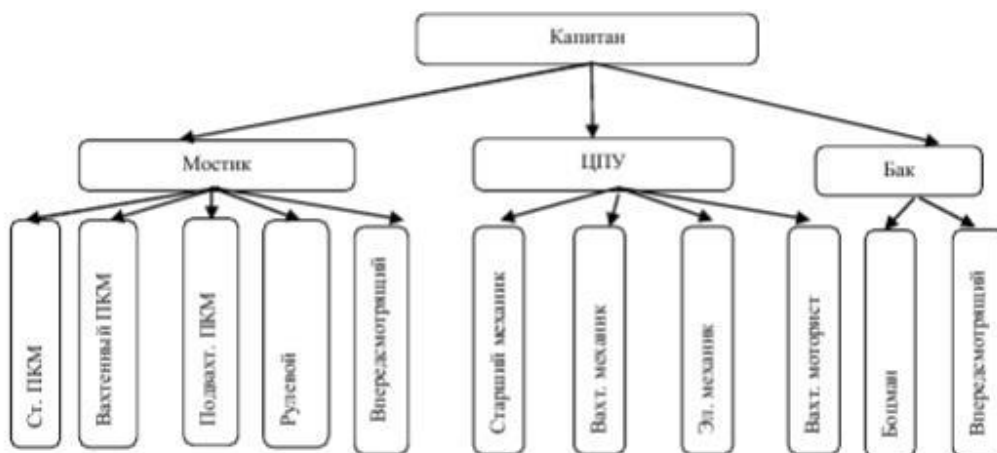 Капитан
Мостик
ЦПУ
Бак
Ст. ПКМ
Вахтенный ПКМ
Подвахт. ПКМ
Рулевой
Впередсмотрящий
Старший механик
Вахт. механик
Эл. механик
Вахт. моторист
Боцман
Впередсмотрящий